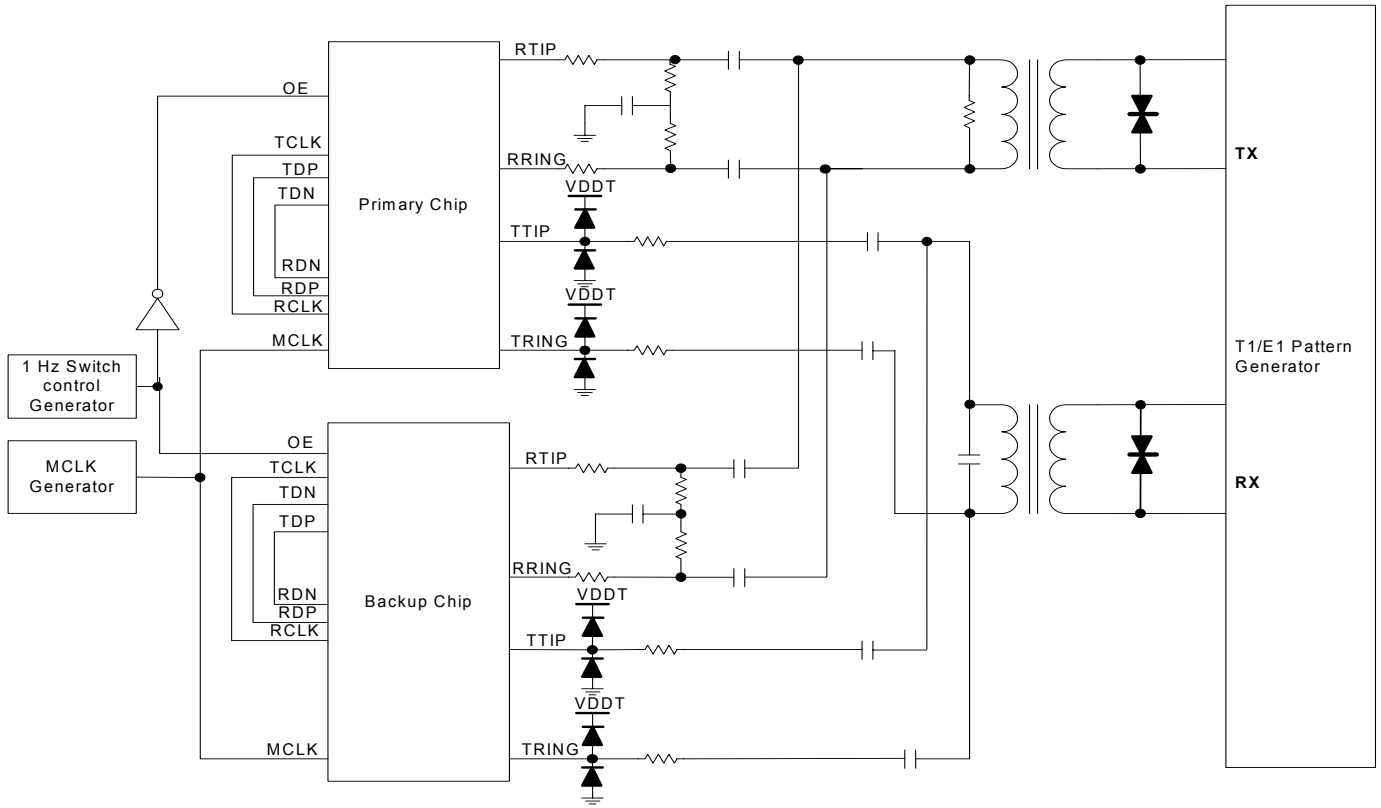 OE
TCLK
TDP
TDN
RDN
RDP
RCLK
MCLK
Primary Chip
RTIP
RRING
VDDT
TTIP
VDDT
TRING
TX
RX
T1/E1 Pattern
Generator
1 Hz Switch
control
Generator
MCLK
Generator
OE
TCLK
TDN
TDP
RDN
RDP
RCLK
MCLK
Backup Chip
RTIP
RRING
VDDT
TTIP
VDDT
TRING